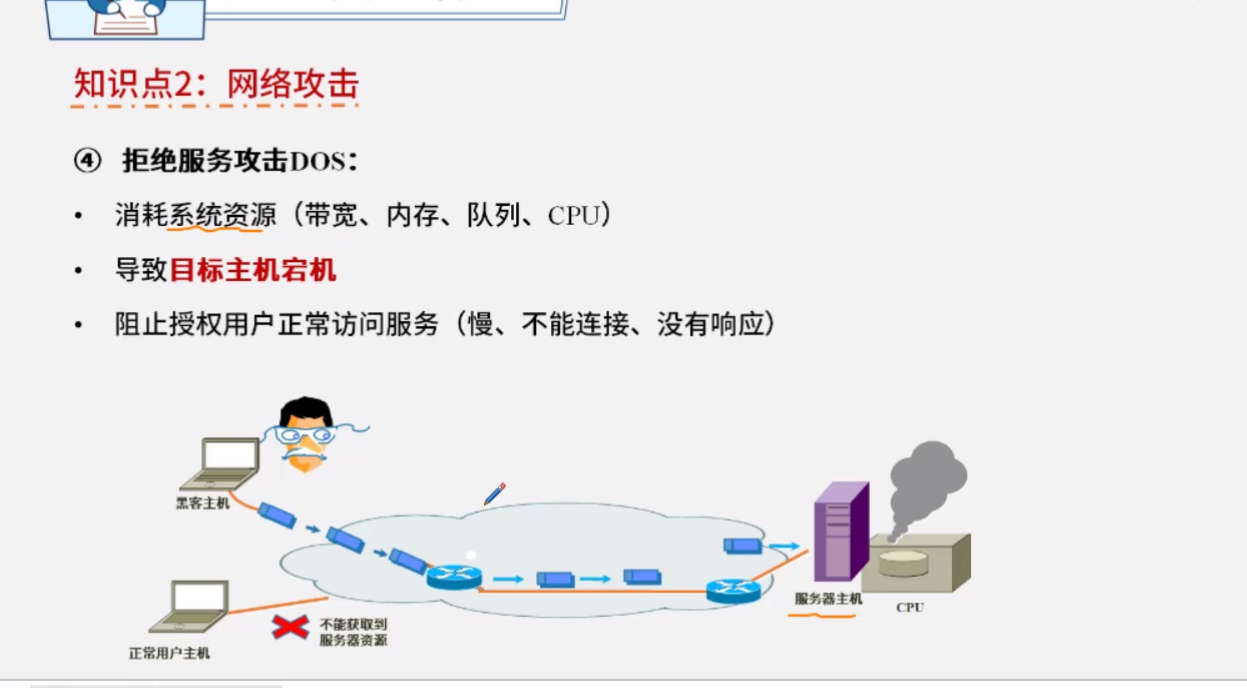 知识点2：网络攻击
④ 拒绝服务攻击DOS：
• 消耗系统资源（带宽、内存、队列、CPU）
• 导致目标主机宕机
• 阻止授权用户正常访问服务（慢、不能连接、没有响应）
黑客主机
服务器主机
CPU
不能获取到
服务器资源
正常用户主机